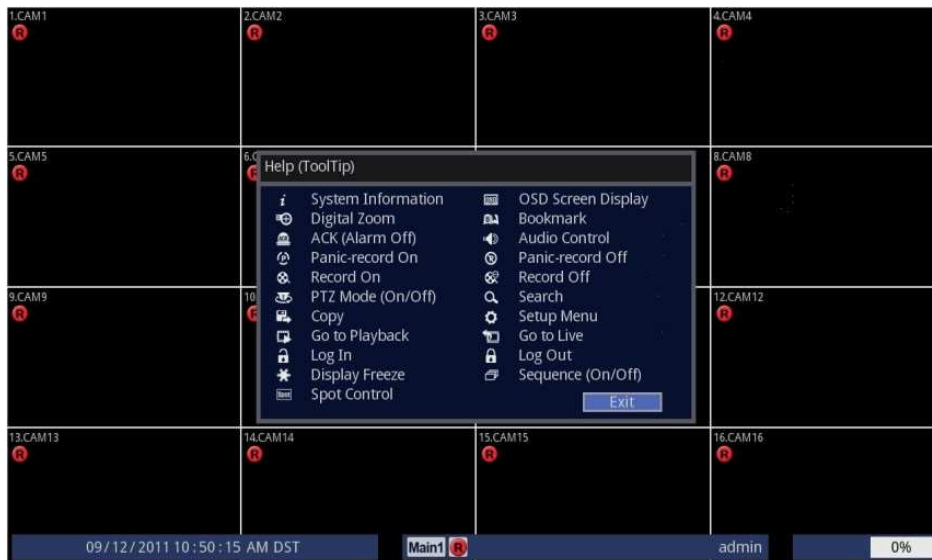 1.CAM1
2.CAM2
3.CAM3
4.CAM4
R
R
R
R
5.CAM5
6.C
8.CAM8
R
R
R
Help (ToolTip)
i System Information
OSD Screen Display
Digital Zoom
Bookmark
ACK (Alarm Off)
Audio Control
Panic-record On
Panic-record Off
Record On
Record Off
PTZ Mode (On/Off)
Search
Copy
Setup Menu
Go to Playback
Go to Live
Log In
Log Out
Display Freeze
Sequence (On/Off)
Spot Control
Exit
9.CAM9
10
12.CAM12
R
R
R
13.CAM13
14.CAM14
15.CAM15
16.CAM16
R
R
R
R
09/12/2011 10:50:15 AM DST
Main1 R
admin
0%